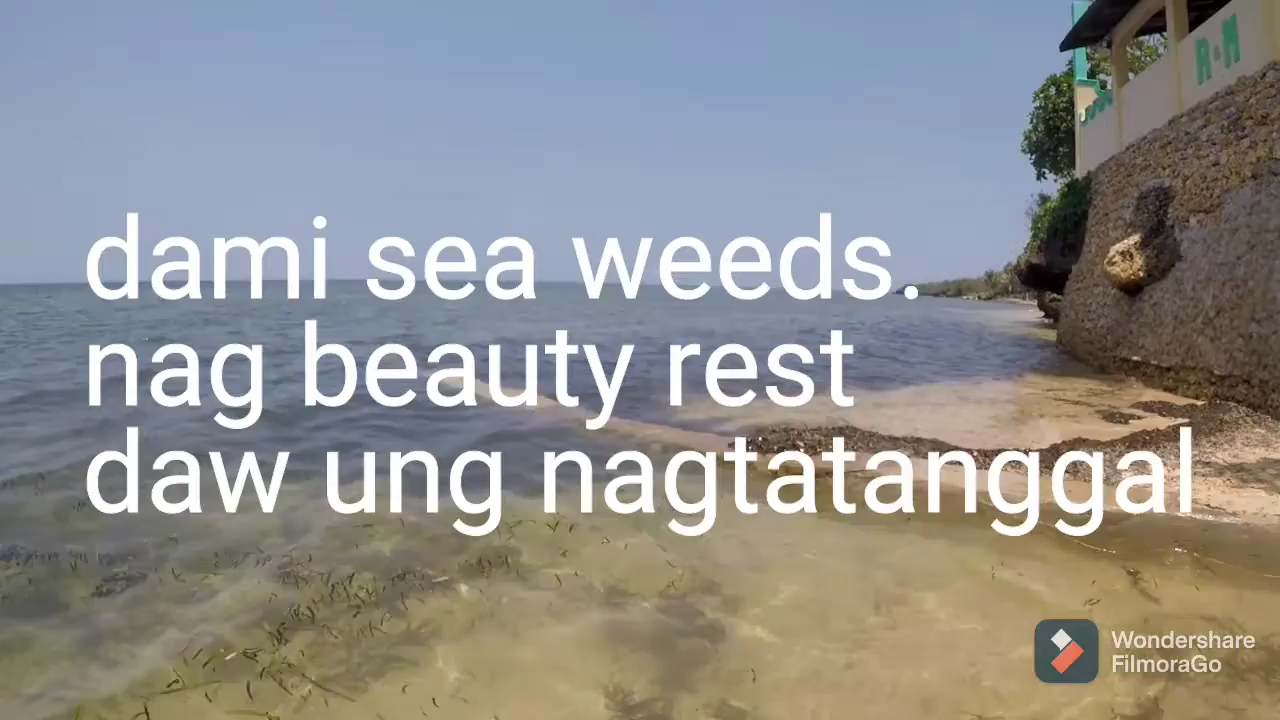 R&M
dami sea weeds.
nag beauty rest
daw ung nagtatanggal
Wondershare
FilmoraGo